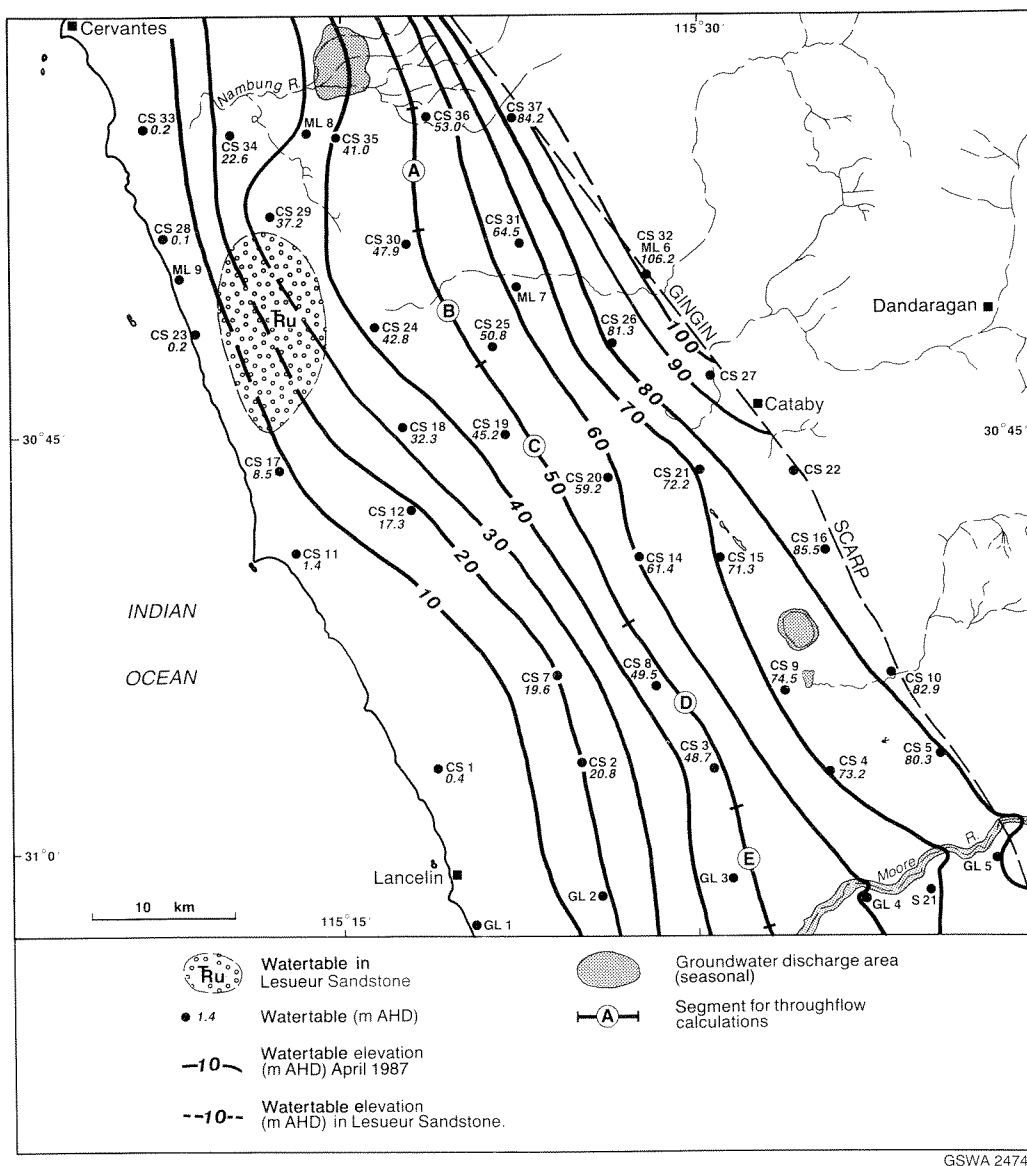 115° 30'
Cervantes
Nambung R.
CS 33
0.2
CS 34
22.6
ML 8
CS 35
41.0
CS 36
53.0
CS 37
84.2
A
CS 28
0.1
CS 29
37.2
CS 30
47.9
CS 31
64.5
CS 32
ML 6
106.2
ML 9
ML 7
GINGIN
Dandaragan
CS 23
0.2
Ru
CS 24
42.8
B
CS 25
50.8
CS 26
81.3
100
90
CS 27
80
Cataby
70
30° 45'
30° 45'
CS 18
32.3
CS 19
45.2
C
60
CS 17
8.5
50
CS 20
59.2
CS 21
72.2
CS 22
CS 12
17.3
40
30
SCARP
CS 11
1.4
20
CS 14
61.4
CS 15
71.3
CS 16
85.5
10
INDIAN
OCEAN
CS 7
19.6
CS 8
49.5
D
CS 9
74.5
CS 10
82.9
CS 1
0.4
CS 2
20.8
CS 3
48.7
CS 4
73.2
CS 5
80.3
31° 0'
Lancelin
E
Moore R.
GL 5
GL 3
GL 2
GL 4
S 21
10 km
115° 15'
GL 1
Ru
Watertable in
Lesueur Sandstone
Groundwater discharge area
(seasonal)
1.4
Watertable (m AHD)
A
Segment for throughflow
calculations
10
Watertable elevation
(m AHD) April 1987
--10--
Watertable elevation
(m AHD) in Lesueur Sandstone.
GSWA 2474